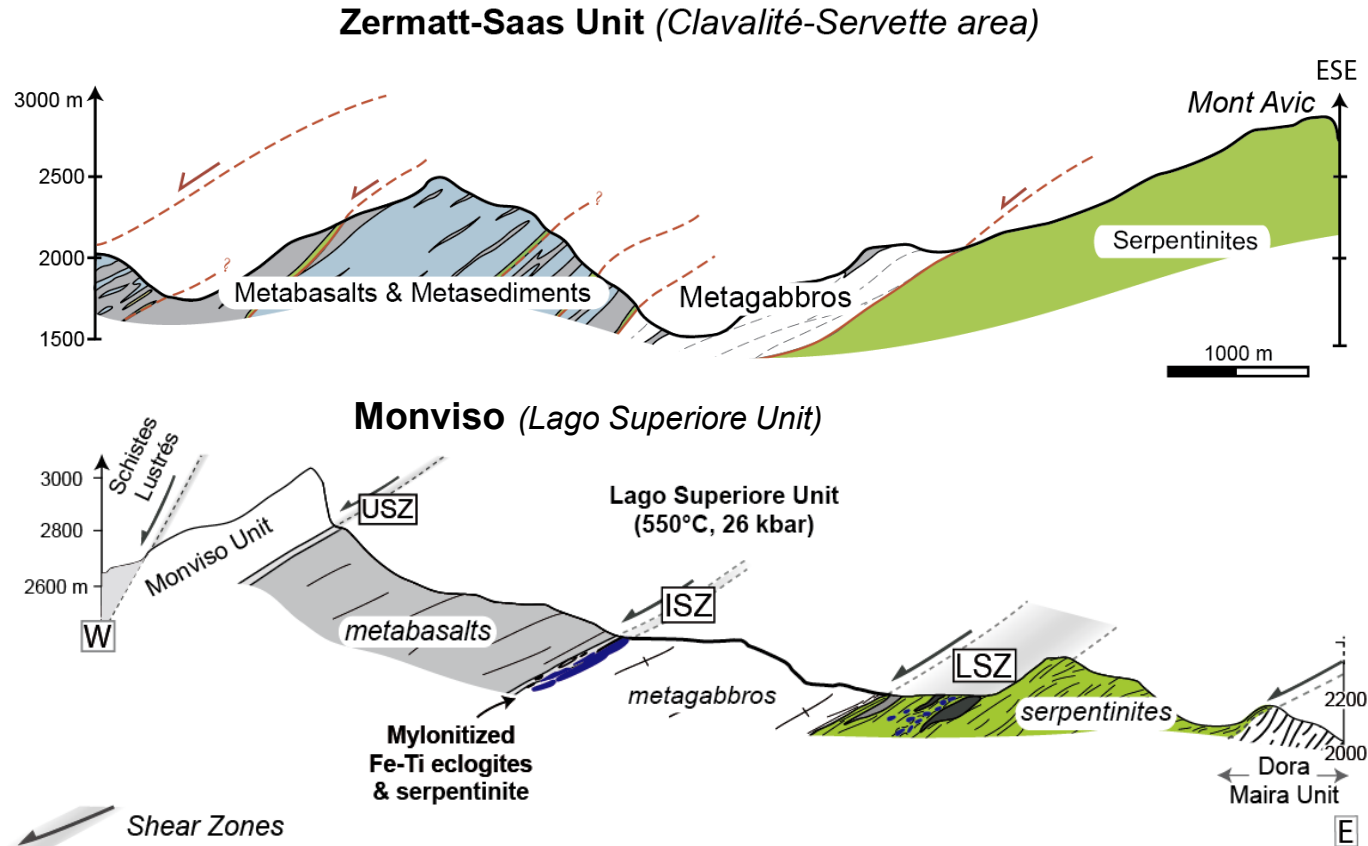 Zermatt-Saas Unit (Clavalité-Servette area)
ESE
3000 m
Mont Avic
2500
?
2000
Serpentinites
?
Metabasalts & Metasediments
Metagabbros
1500
1000 m
Monviso (Lago Superiore Unit)
Schistes
Lustrés
3000
USZ
Lago Superiore Unit
(550°C, 26 kbar)
2800
Monviso Unit
2600 m
ISZ
W
metabasalts
LSZ
metagabbros
serpentinites
2200
Mylonitized
Fe-Ti eclogites
& serpentinite
2000
Dora
Maira Unit
Shear Zones
E